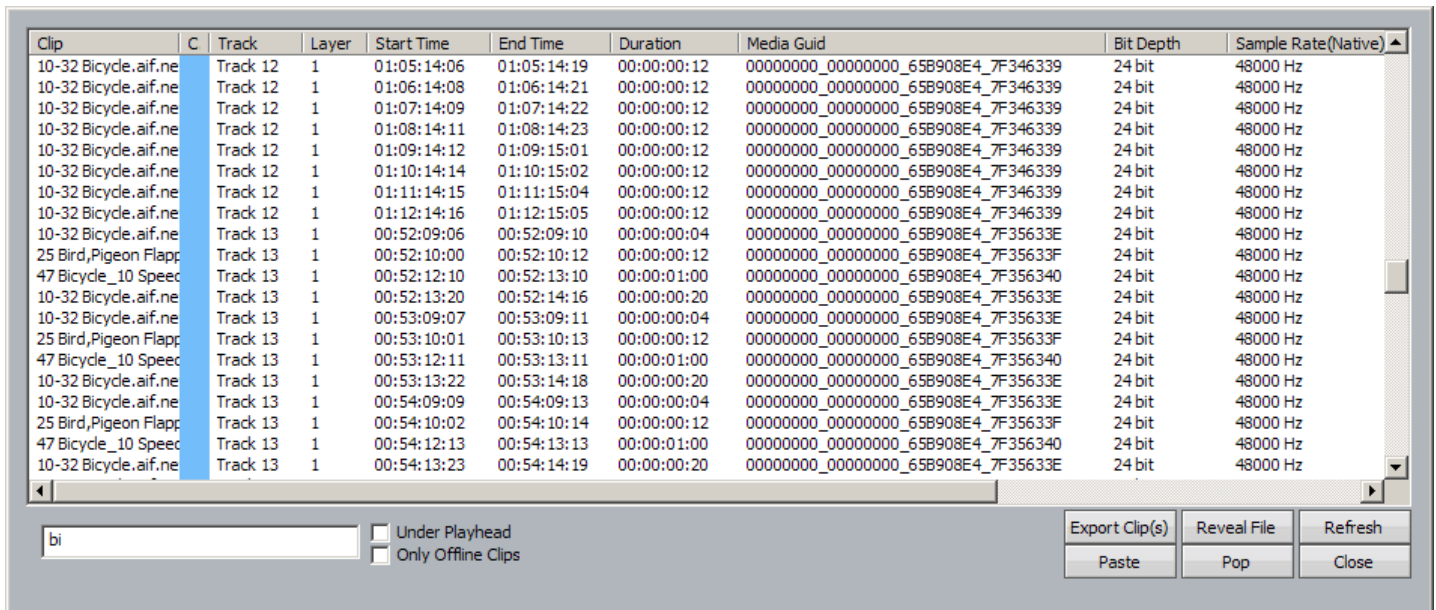 Clip C Track Layer Start Time End Time Duration Media Guid Bit Depth Sample Rate(Native)
10-32 Bicycle.aif.ne Track 12 1 01:05:14:06 01:05:14:19 00:00:00:12 00000000_00000000_65B908E4_7F346339 24 bit 48000 Hz
10-32 Bicycle.aif.ne Track 12 1 01:06:14:08 01:06:14:21 00:00:00:12 00000000_00000000_65B908E4_7F346339 24 bit 48000 Hz
10-32 Bicycle.aif.ne Track 12 1 01:07:14:09 01:07:14:22 00:00:00:12 00000000_00000000_65B908E4_7F346339 24 bit 48000 Hz
10-32 Bicycle.aif.ne Track 12 1 01:08:14:11 01:08:14:23 00:00:00:12 00000000_00000000_65B908E4_7F346339 24 bit 48000 Hz
10-32 Bicycle.aif.ne Track 12 1 01:09:14:12 01:09:15:01 00:00:00:12 00000000_00000000_65B908E4_7F346339 24 bit 48000 Hz
10-32 Bicycle.aif.ne Track 12 1 01:10:14:14 01:10:15:02 00:00:00:12 00000000_00000000_65B908E4_7F346339 24 bit 48000 Hz
10-32 Bicycle.aif.ne Track 12 1 01:11:14:15 01:11:15:04 00:00:00:12 00000000_00000000_65B908E4_7F346339 24 bit 48000 Hz
10-32 Bicycle.aif.ne Track 12 1 01:12:14:16 01:12:15:05 00:00:00:12 00000000_00000000_65B908E4_7F346339 24 bit 48000 Hz
10-32 Bicycle.aif.ne Track 13 1 00:52:09:06 00:52:09:10 00:00:00:04 00000000_00000000_65B908E4_7F35633E 24 bit 48000 Hz
25 Bird,Pigeon Flapp Track 13 1 00:52:10:00 00:52:10:12 00:00:00:12 00000000_00000000_65B908E4_7F35633F 24 bit 48000 Hz
47 Bicycle_10 Speed Track 13 1 00:52:12:10 00:52:13:10 00:00:01:00 00000000_00000000_65B908E4_7F356340 24 bit 48000 Hz
10-32 Bicycle.aif.ne Track 13 1 00:52:13:20 00:52:14:16 00:00:00:20 00000000_00000000_65B908E4_7F35633E 24 bit 48000 Hz
10-32 Bicycle.aif.ne Track 13 1 00:53:09:07 00:53:09:11 00:00:00:04 00000000_00000000_65B908E4_7F35633E 24 bit 48000 Hz
25 Bird,Pigeon Flapp Track 13 1 00:53:10:01 00:53:10:13 00:00:00:12 00000000_00000000_65B908E4_7F35633F 24 bit 48000 Hz
47 Bicycle_10 Speed Track 13 1 00:53:12:11 00:53:13:11 00:00:01:00 00000000_00000000_65B908E4_7F356340 24 bit 48000 Hz
10-32 Bicycle.aif.ne Track 13 1 00:53:13:22 00:53:14:18 00:00:00:20 00000000_00000000_65B908E4_7F35633E 24 bit 48000 Hz
10-32 Bicycle.aif.ne Track 13 1 00:54:09:09 00:54:09:13 00:00:00:04 00000000_00000000_65B908E4_7F35633E 24 bit 48000 Hz
25 Bird,Pigeon Flapp Track 13 1 00:54:10:02 00:54:10:14 00:00:00:12 00000000_00000000_65B908E4_7F35633F 24 bit 48000 Hz
47 Bicycle_10 Speed Track 13 1 00:54:12:13 00:54:13:13 00:00:01:00 00000000_00000000_65B908E4_7F356340 24 bit 48000 Hz
10-32 Bicycle.aif.ne Track 13 1 00:54:13:23 00:54:14:19 00:00:00:20 00000000_00000000_65B908E4_7F35633E 24 bit 48000 Hz
bi
Under Playhead
Only Offline Clips
Export Clip(s) Reveal File Refresh
Paste Pop Close